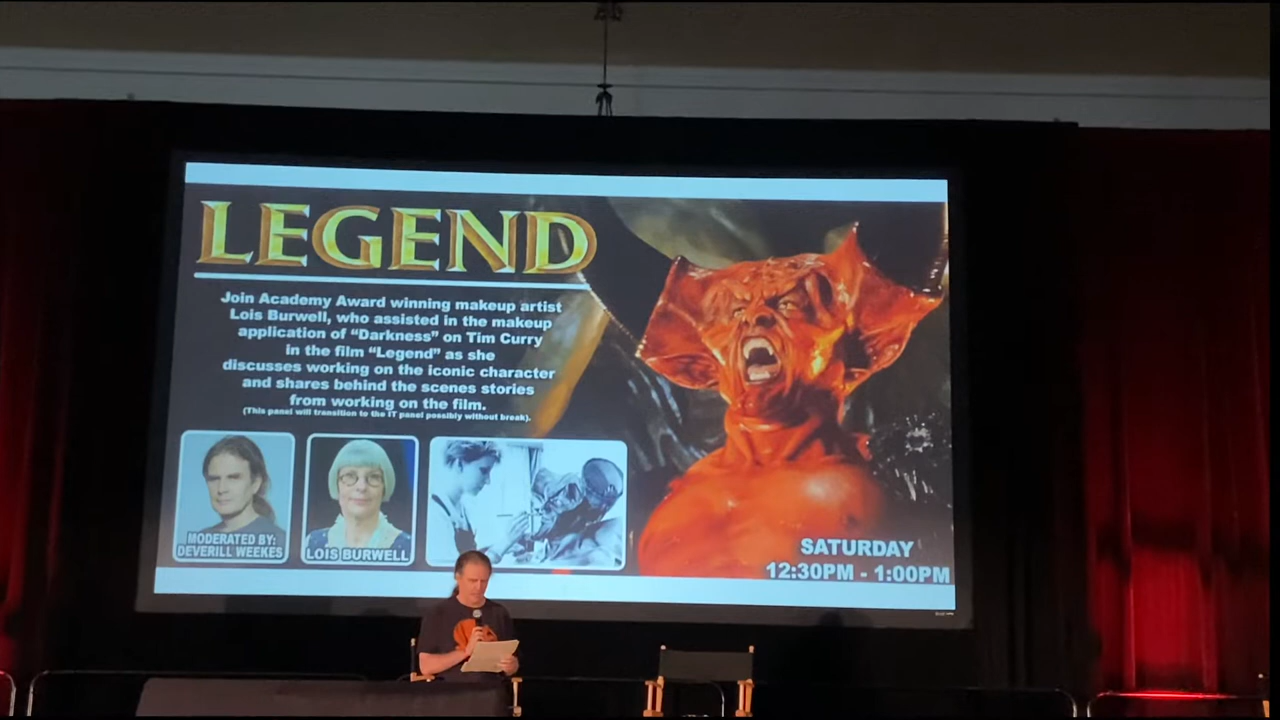 LEGEND
Join Academy Award winning makeup artist
Lois Burwell, who assisted in the makeup
application of “Darkness” on Tim Curry
in the film “Legend” as she
discusses working on the iconic character
and shares behind the scenes stories
from working on the film.
(This panel will transition to the IT panel possibly without break).
MODERATED BY:
DEVERILL WEEKES
LOIS BURWELL
SATURDAY
12:30PM - 1:00PM